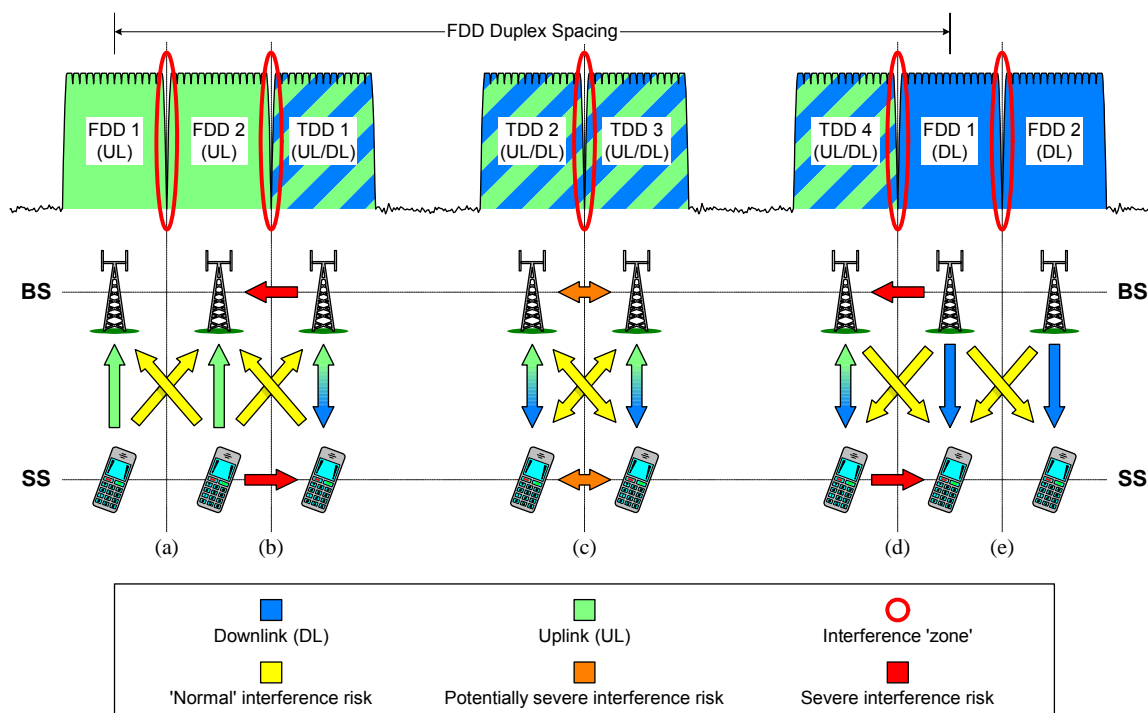 FDD Duplex Spacing
FDD 1
(UL)
FDD 2
(UL)
TDD 1
(UL/DL)
TDD 2
(UL/DL)
TDD 3
(UL/DL)
TDD 4
(UL/DL)
FDD 1
(DL)
FDD 2
(DL)
BS
BS
SS
SS
(a)
(b)
(c)
(d)
(e)
Downlink (DL)
Uplink (UL)
Interference 'zone'
'Normal' interference risk
Potentially severe interference risk
Severe interference risk